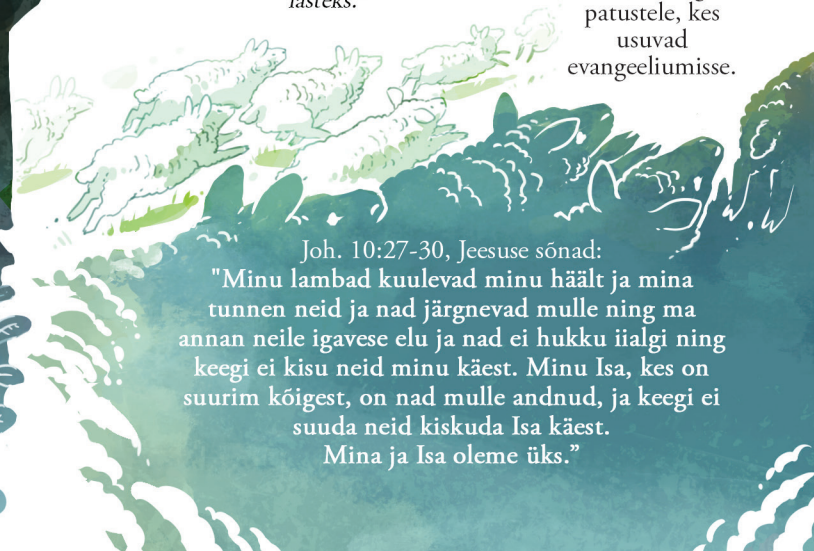 lasteks.
patustele, kes
usuvad
evangeeliumisse.
Joh. 10:27-30, Jeesuse sõnad:
"Minu lambad kuulevad minu häält ja mina
tunnen neid ja nad järgnevad mulle ning ma
annan neile igavese elu ja nad ei hukku iialgi ning
keegi ei kisu neid minu käest. Minu Isa, kes on
suurim kõigest, on nad mulle andnud, ja keegi ei
suuda neid kiskuda Isa käest.
Mina ja Isa oleme üks.”